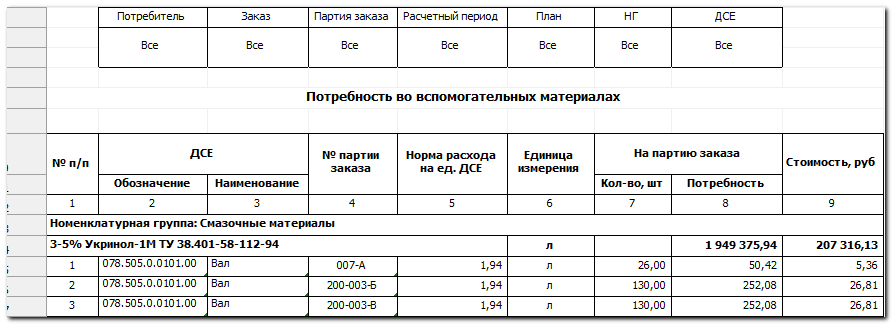 Потребитель Заказ Партия заказа Расчетный период План НГ ДСЕ
Все Все Все Все Все Все Все
Потребность во вспомогательных материалах
№ п/п ДСЕ № партии заказа Норма расхода на ед. ДСЕ Единица измерения На партию заказа Стоимость, руб
Обозначение Наименование Кол-во, шт Потребность
1 2 3 4 5 6 7 8 9
Номенклатурная группа: Смазочные материалы
3-5% Укринол-1М ТУ 38.401-58-112-94 л 1 949 375,94 207 316,13
1 078.505.0.0101.00 Вал 007-А 1,94 л 26,00 50,42 5,36
2 078.505.0.0101.00 Вал 200-003-Б 1,94 л 130,00 252,08 26,81
3 078.505.0.0101.00 Вал 200-003-В 1,94 л 130,00 252,08 26,81